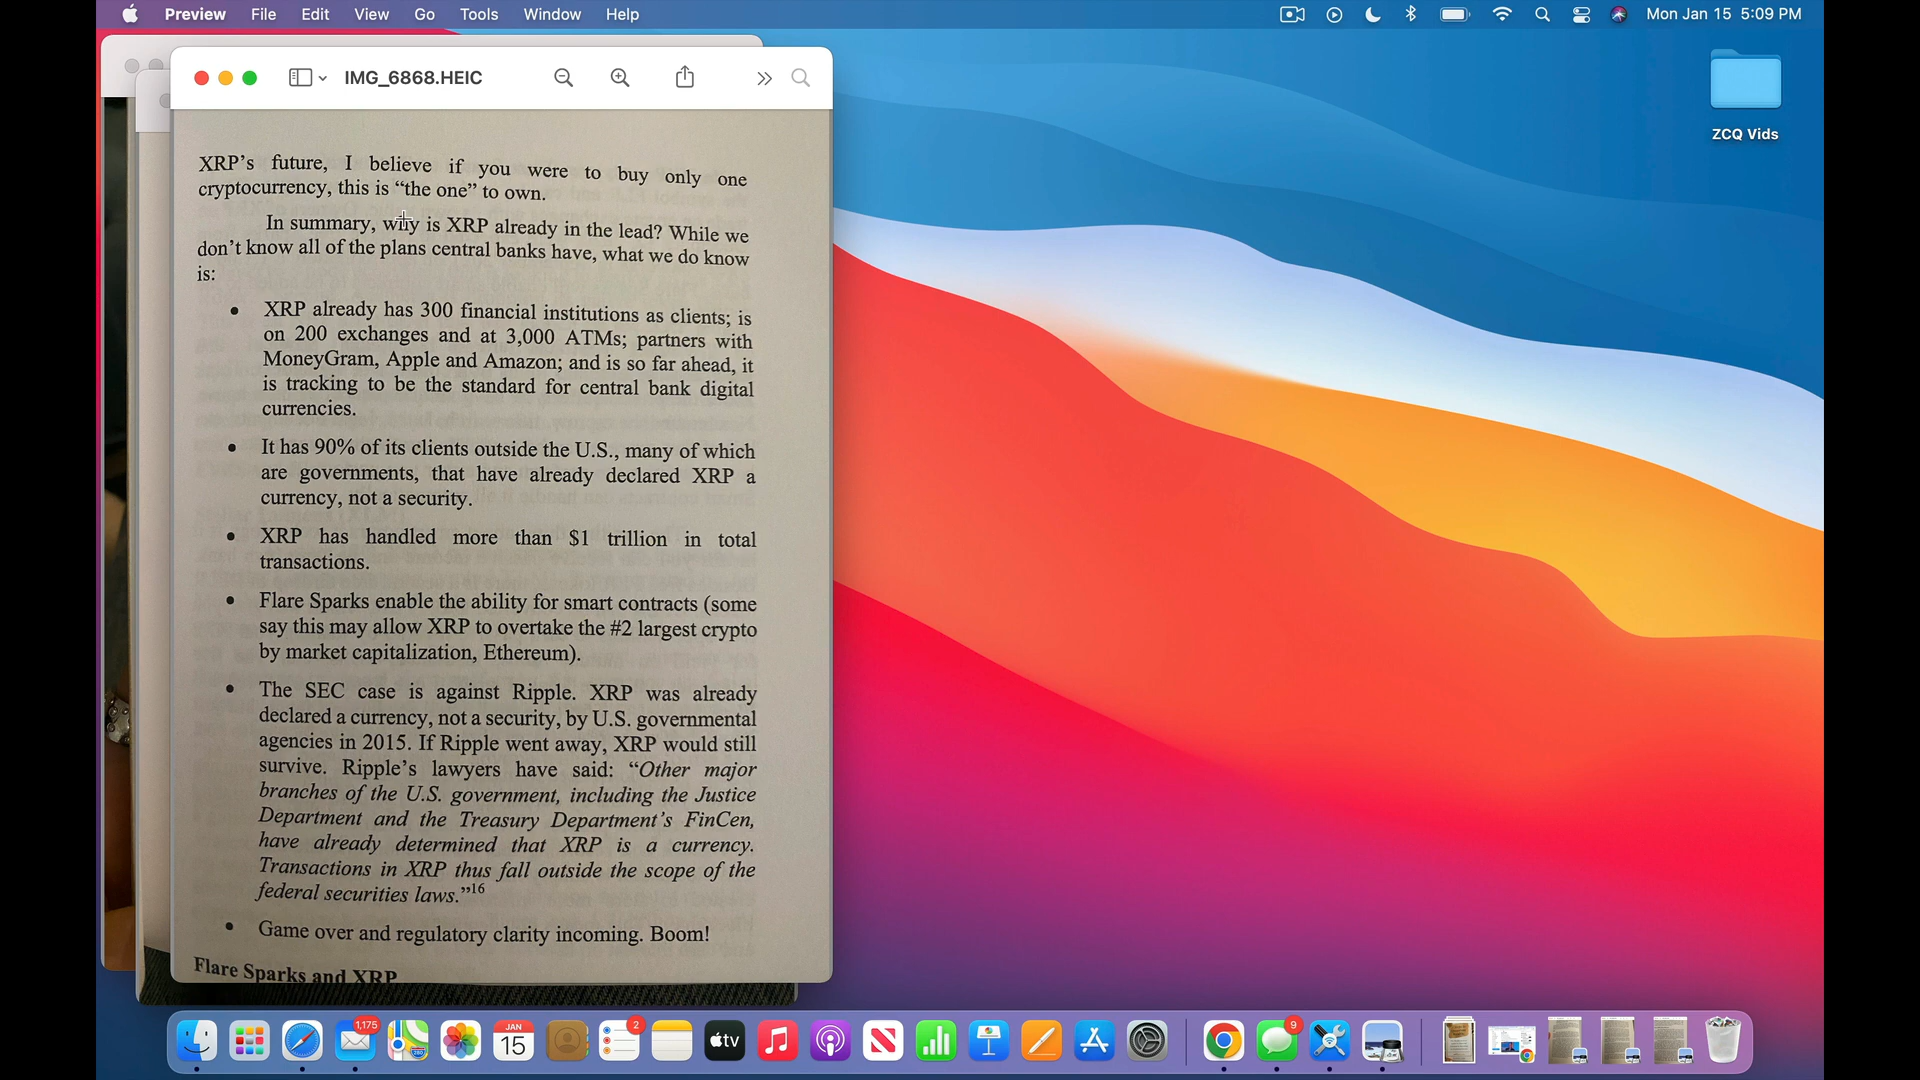 Preview File Edit View Go Tools Window Help
Mon Jan 15 5:09 PM
IMG_6868.HEIC
ZCQ Vids
XRP's future, I believe if you were to buy only one
cryptocurrency, this is “the one” to own.
In summary, why is XRP already in the lead? While we
don't know all of the plans central banks have, what we do know
is:
• XRP already has 300 financial institutions as clients; is
on 200 exchanges and at 3,000 ATMs; partners with
MoneyGram, Apple and Amazon; and is so far ahead, it
is tracking to be the standard for central bank digital
currencies.
• It has 90% of its clients outside the U.S., many of which
are governments, that have already declared XRP a
currency, not a security.
• XRP has handled more than $1 trillion in total
transactions.
• Flare Sparks enable the ability for smart contracts (some
say this may allow XRP to overtake the #2 largest crypto
by market capitalization, Ethereum).
• The SEC case is against Ripple. XRP was already
declared a currency, not a security, by U.S. governmental
agencies in 2015. If Ripple went away, XRP would still
survive. Ripple's lawyers have said: “Other major
branches of the U.S. government, including the Justice
Department and the Treasury Department's FinCen,
have already determined that XRP is a currency.
Transactions in XRP thus fall outside the scope of the
federal securities laws.”16
• Game over and regulatory clarity incoming. Boom!
Flare Sparks and XRP
1,175
JAN
15
2
tv
9